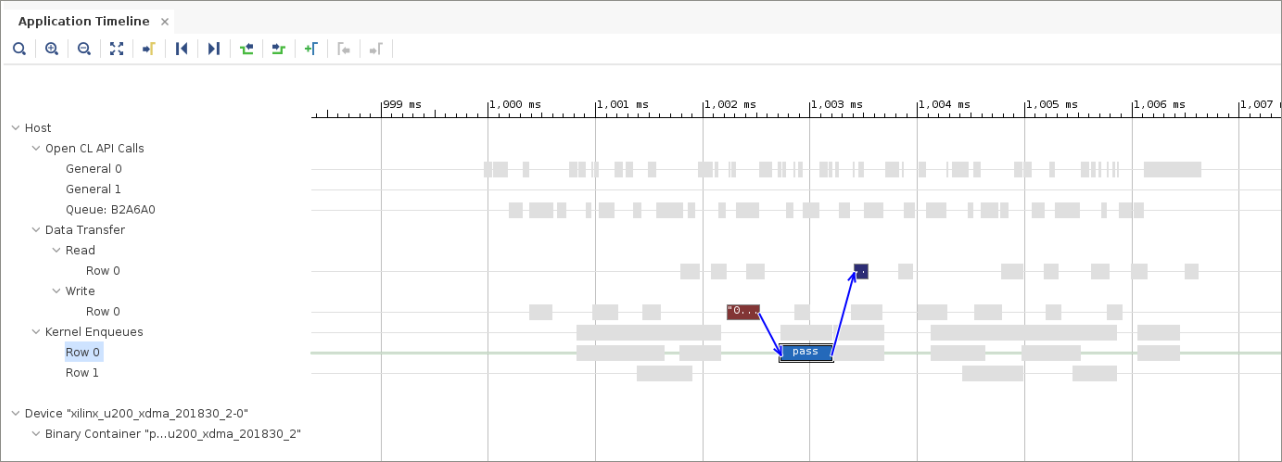 Application Timeline ×
999 ms 1,000 ms 1,001 ms 1,002 ms 1,003 ms 1,004 ms 1,005 ms 1,006 ms 1,007
Host
Open CL API Calls
General 0
General 1
Queue: B2A6A0
Data Transfer
Read
Row 0
Write
Row 0
"0...
Kernel Enqueues
Row 0
pass
Row 1
Device "xilinx_u200_xdma_201830_2-0"
Binary Container "p...u200_xdma_201830_2"